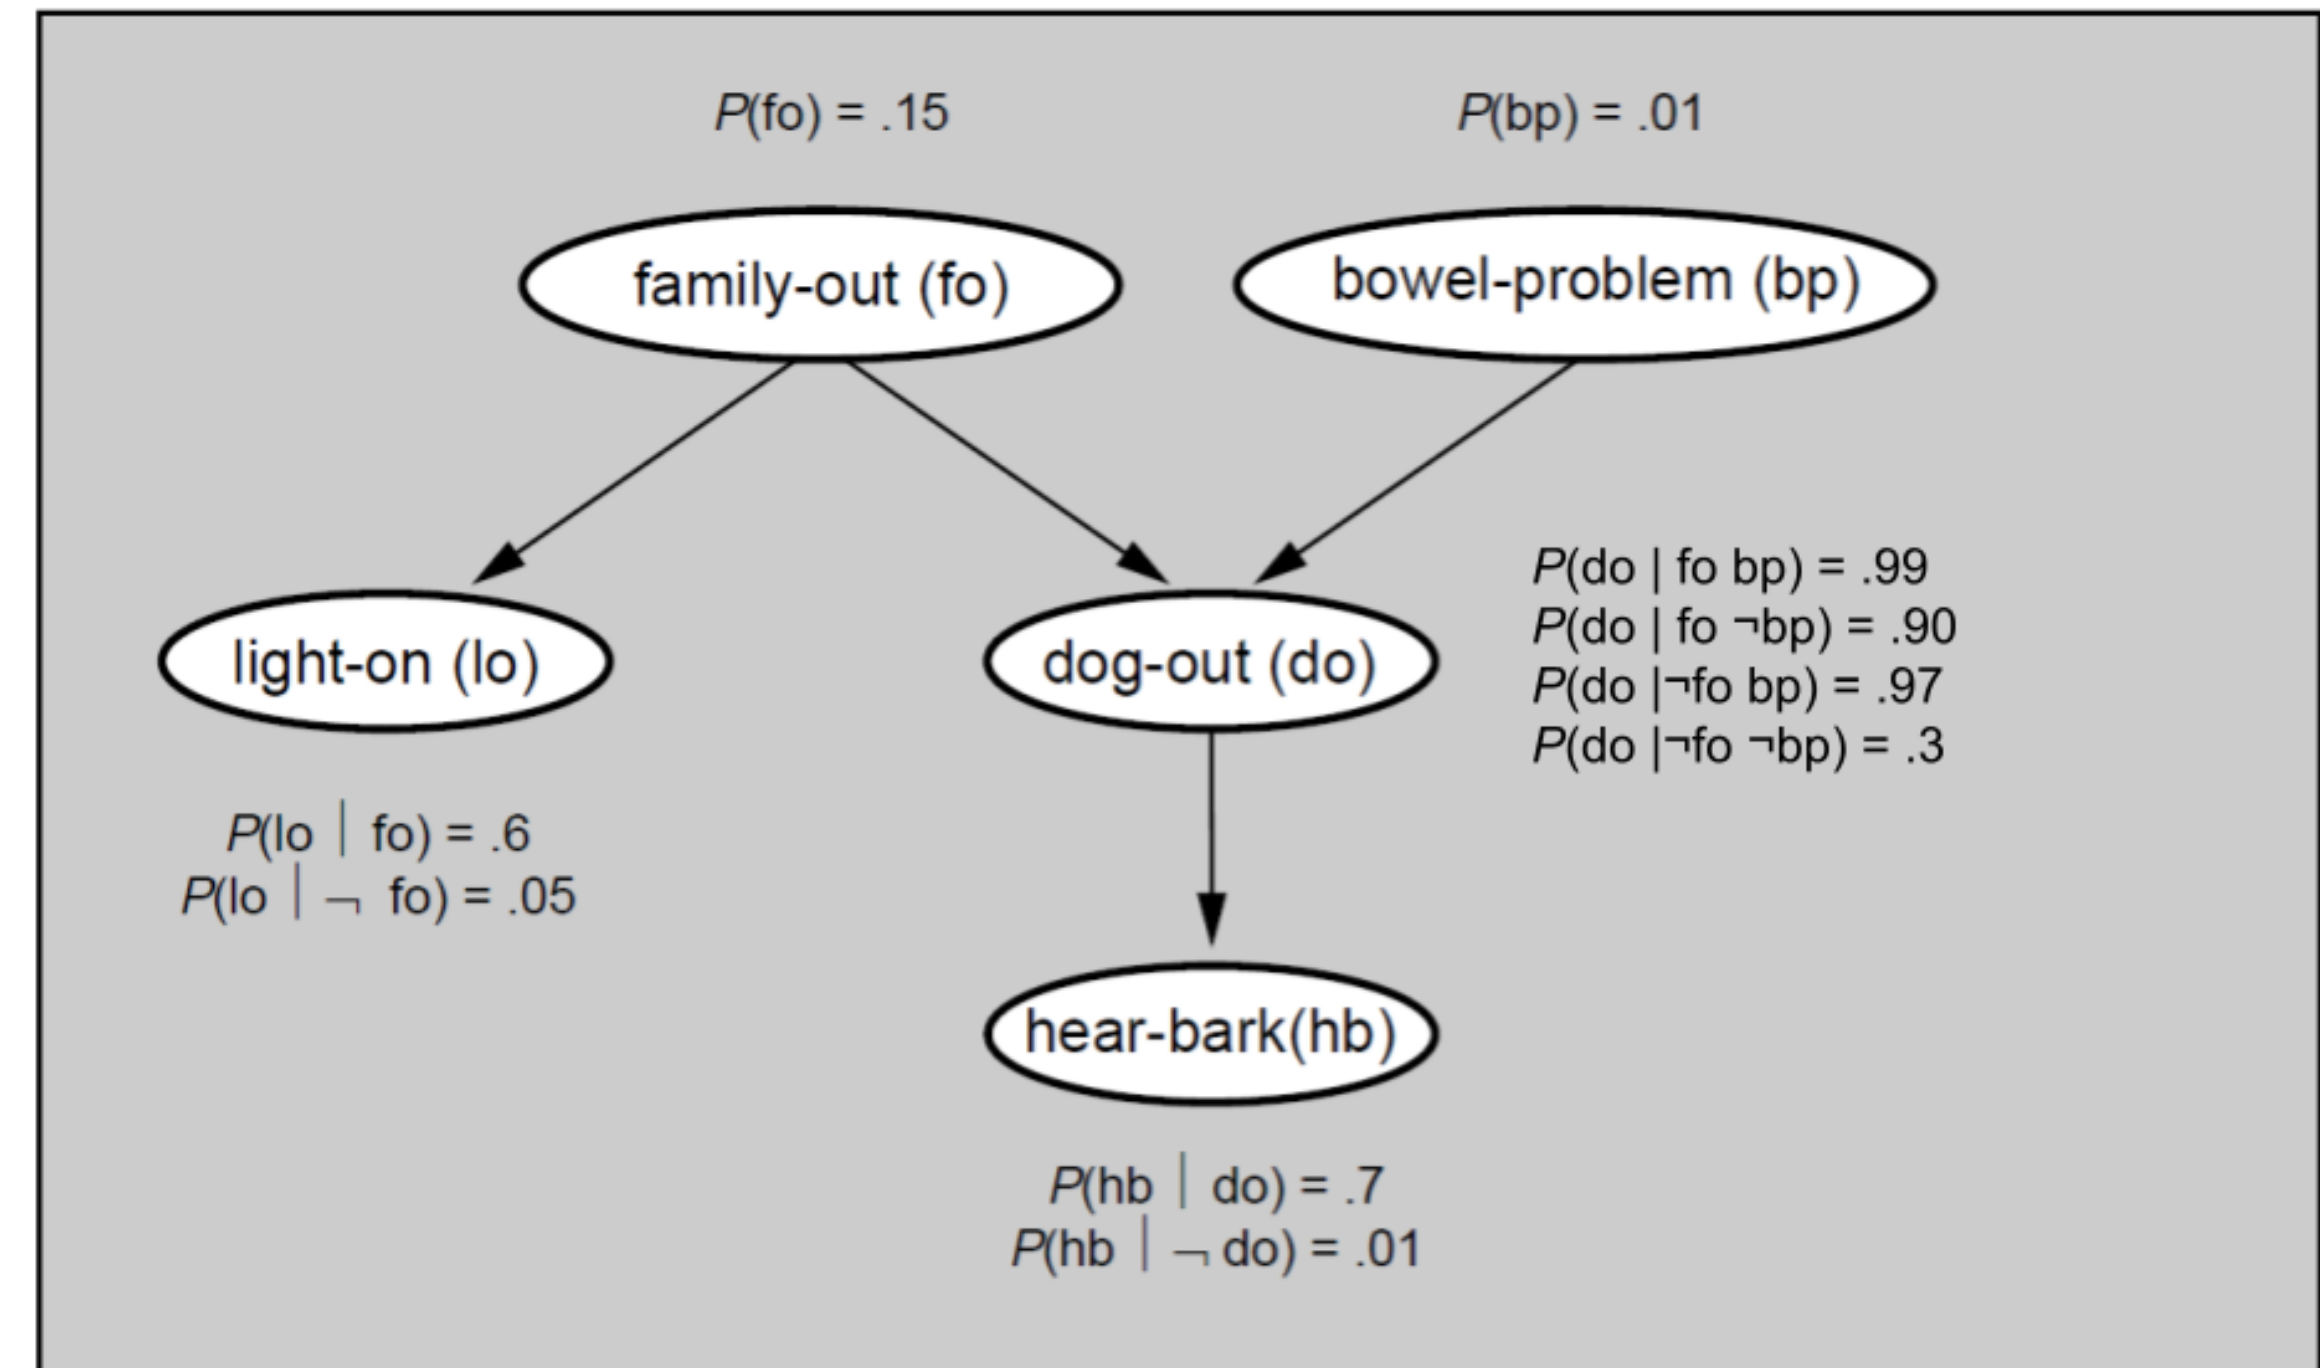 P(fo) = .15
P(bp) = .01
family-out (fo)
bowel-problem (bp)
light-on (lo)
dog-out (do)
P(do | fo bp) = .99
P(do | fo ¬bp) = .90
P(do |¬fo bp) = .97
P(do |¬fo ¬bp) = .3
P(lo | fo) = .6
P(lo | ¬ fo) = .05
hear-bark(hb)
P(hb | do) = .7
P(hb | ¬ do) = .01